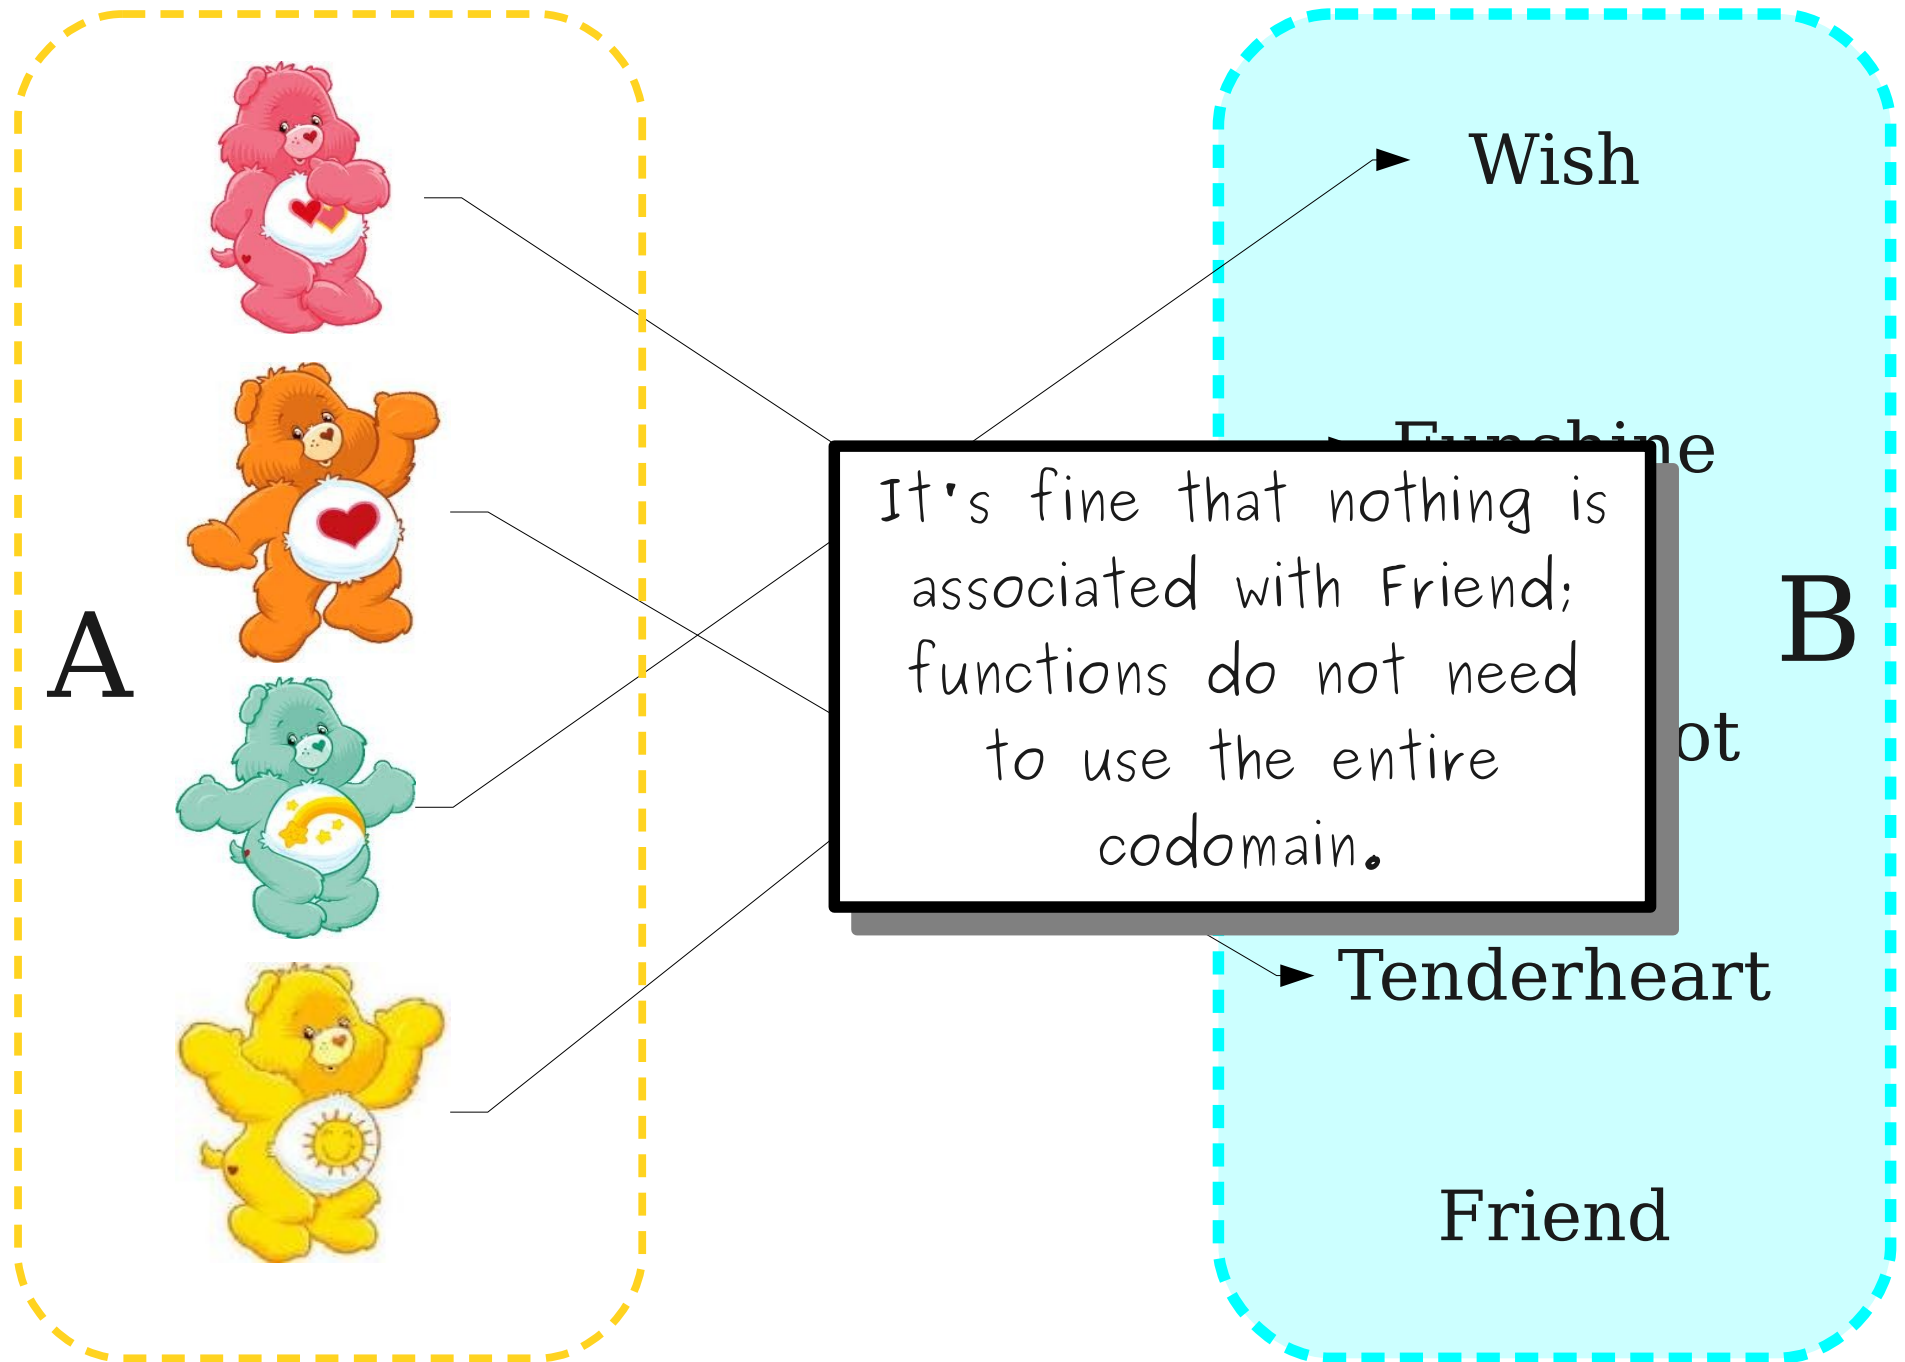 A
Wish
Funshine
It's fine that nothing is
associated with Friend;
functions do not need
to use the entire
codomain.
B
Tenderheart
Friend